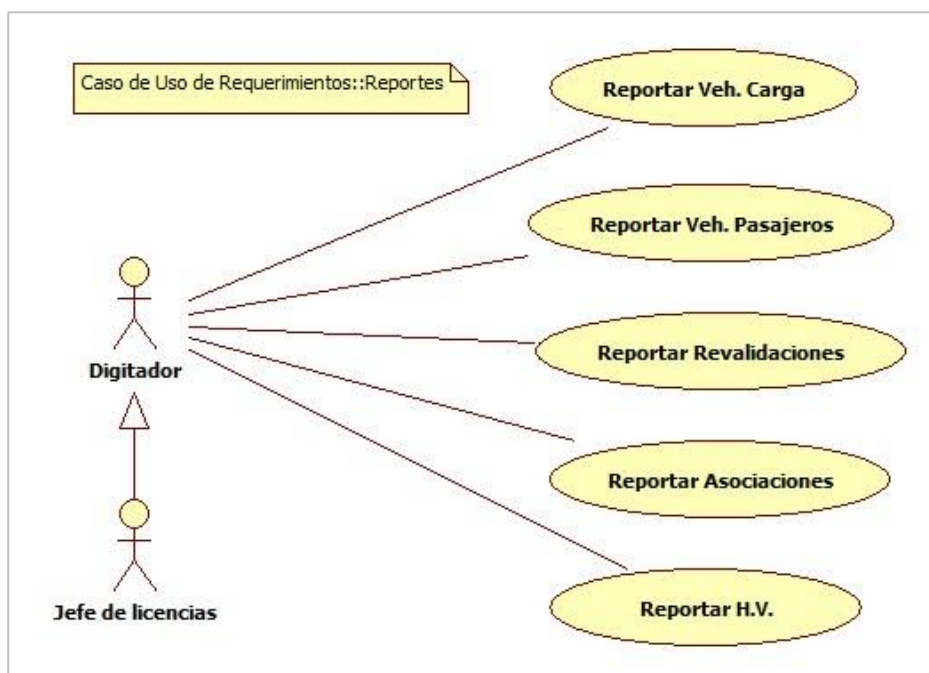 Caso de Uso de Requerimientos::Reportes
Reportar Veh. Carga
Reportar Veh. Pasajeros
Reportar Revalidaciones
Digitador
Reportar Asociaciones
Reportar H.V.
Jefe de licencias